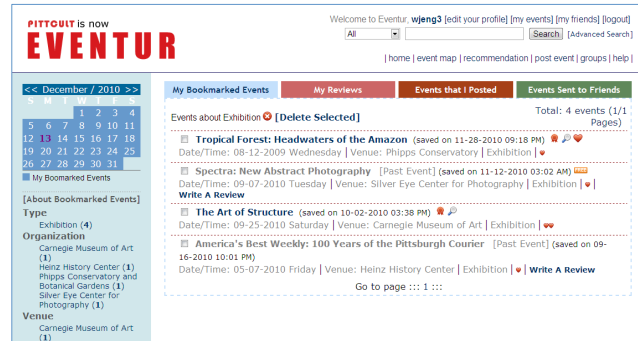 PITTCULT is now
EVENTUR
Welcome to Eventur, wjeng3 [edit your profile] [my events] [my friends] [logout]
All Search [Advanced Search]
| home | event map | recommendation | post event | groups | help |
<< December / 2010 >>
S M T W T F S
1 2 3 4
5 6 7 8 9 10 11
12 13 14 15 16 17 18
19 20 21 22 23 24 25
26 27 28 29 30 31
My Boomarked Events
[About Bookmarked Events]
Type
Exhibition (4)
Organization
Carnegie Museum of Art
(1)
Heinz History Center (1)
Phipps Conservatory and
Botanical Gardens (1)
Silver Eye Center for
Photography (1)
Venue
Carnegie Museum of Art
(1)
My Bookmarked Events
My Reviews
Events that I Posted
Events Sent to Friends
Events about Exhibition [Delete Selected]
Total: 4 events (1/1
Pages)
Tropical Forest: Headwaters of the Amazon (saved on 11-28-2010 09:18 PM)
Date/Time: 08-12-2009 Wednesday | Venue: Phipps Conservatory | Exhibition |
Spectra: New Abstract Photography [Past Event] (saved on 11-12-2010 03:02 AM)
Date/Time: 09-07-2010 Tuesday | Venue: Silver Eye Center for Photography | Exhibition | |
Write A Review
The Art of Structure (saved on 10-02-2010 03:38 PM)
Date/Time: 09-25-2010 Saturday | Venue: Carnegie Museum of Art | Exhibition |
America's Best Weekly: 100 Years of the Pittsburgh Courier [Past Event] (saved on 09-
16-2010 10:01 PM)
Date/Time: 05-07-2010 Friday | Venue: Heinz History Center | Exhibition | | Write A Review
Go to page ::: 1 :::